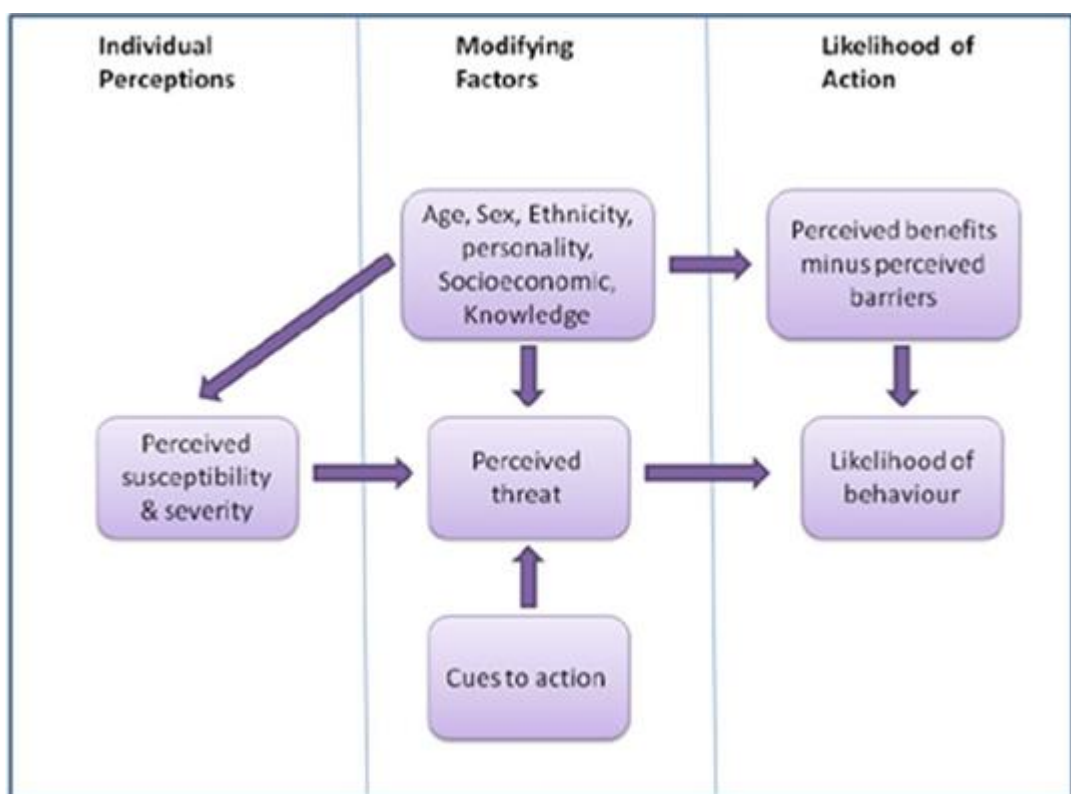 Individual
Perceptions
Modifying
Factors
Likelihood of
Action
Age, Sex, Ethnicity,
personality,
Socioeconomic,
Knowledge
Perceived benefits
minus perceived
barriers
Perceived
susceptibility
& severity
Perceived
threat
Likelihood of
behaviour
Cues to action